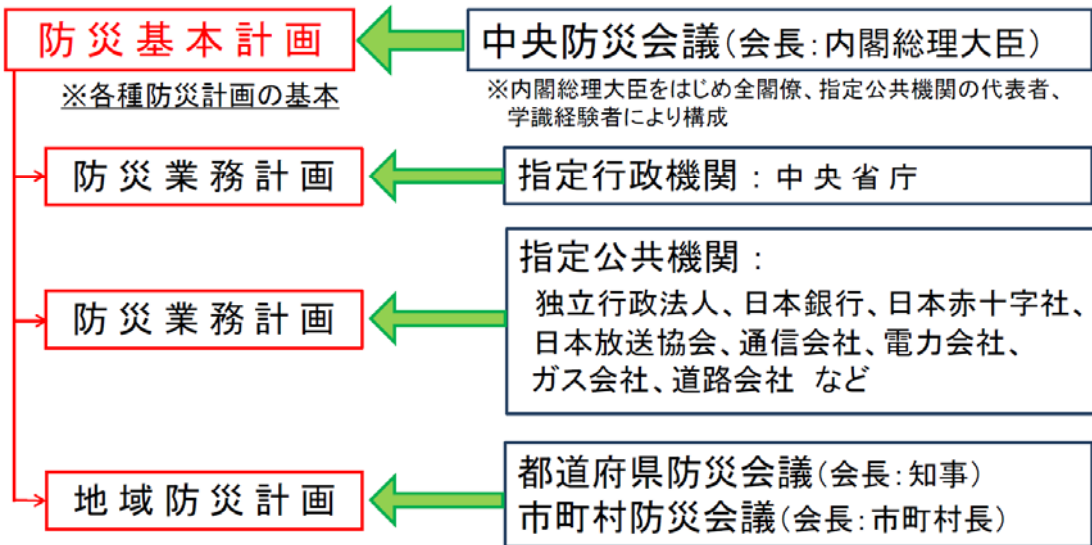 防災基本計画
中央防災会議(会長:内閣総理大臣)
※各種防災計画の基本
※内閣総理大臣をはじめ全閣僚、指定公共機関の代表者、
学識経験者により構成
防災業務計画
指定行政機関:中央省庁
防災業務計画
指定公共機関:
独立行政法人、日本銀行、日本赤十字社、
日本放送協会、通信会社、電力会社、
ガス会社、道路会社 など
地域防災計画
都道府県防災会議(会長:知事)
市町村防災会議(会長:市町村長)